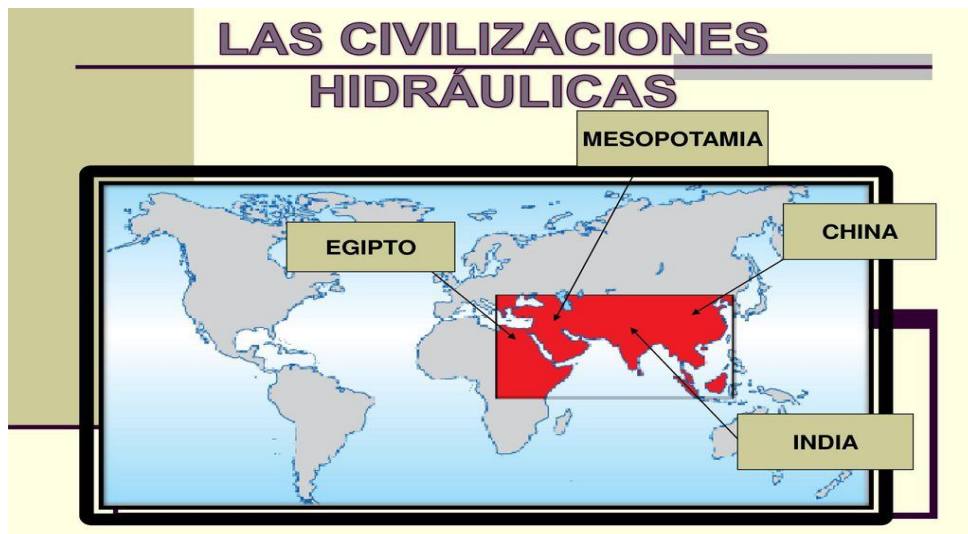 LAS CIVILIZACIONES
HIDRÁULICAS
MESOPOTAMIA
CHINA
EGIPTO
INDIA